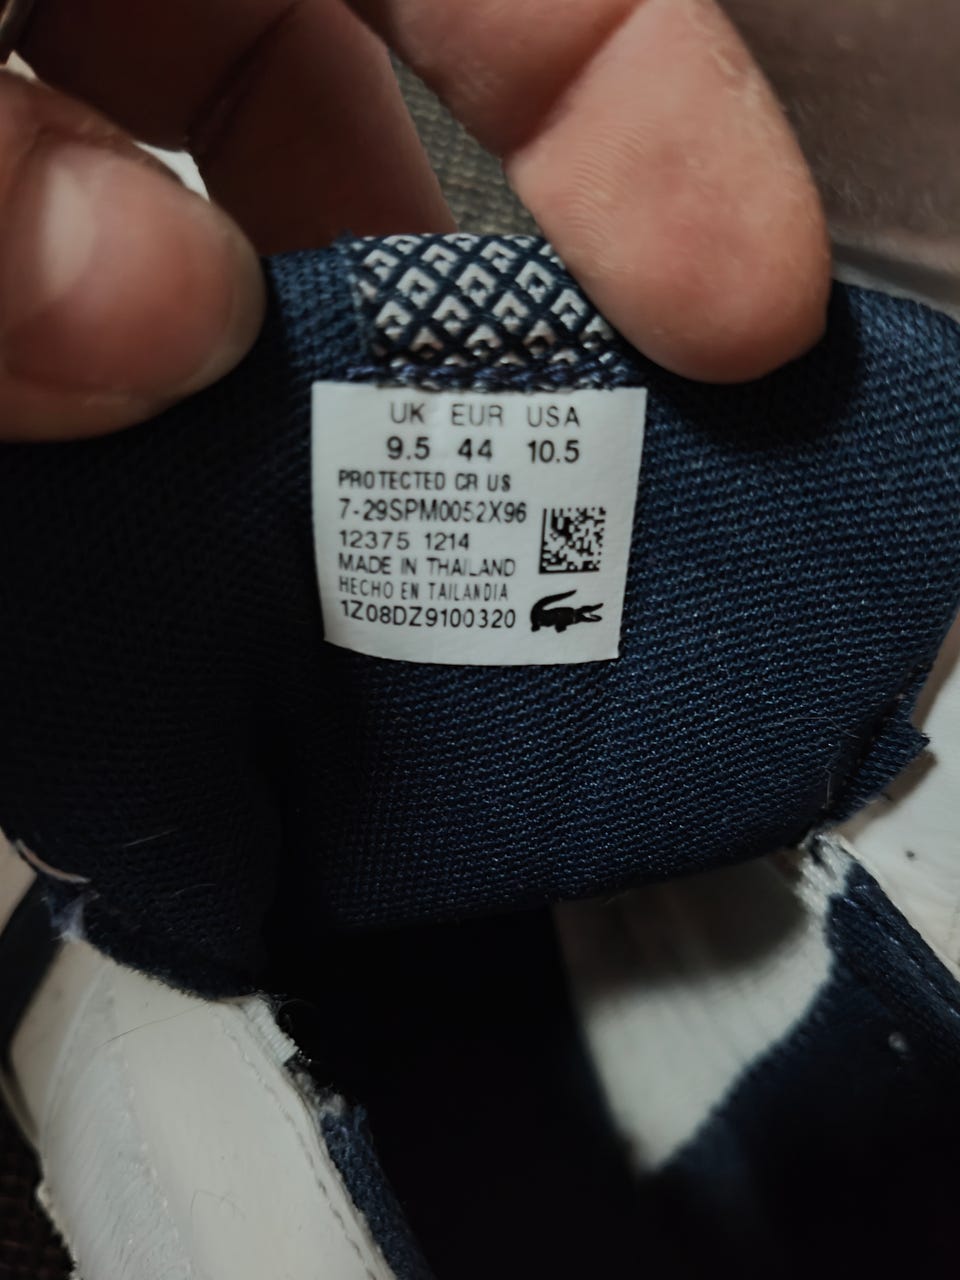 UK EUR USA
9.5 44 10.5
PROTECTED CR US
7-29SPM0052X96
12375 1214
MADE IN THAILAND
HECHO EN TAILANDIA
1Z08DZ9100320